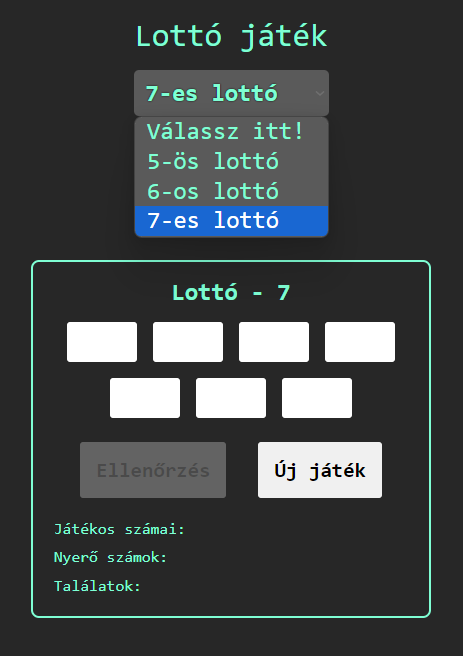 Lottó játék
7-es lottó
Válassz itt!
5-ös lottó
6-os lottó
7-es lottó
Lottó - 7
Ellenőrzés Új játék
Játékos számai:
Nyerő számok:
Találatok: